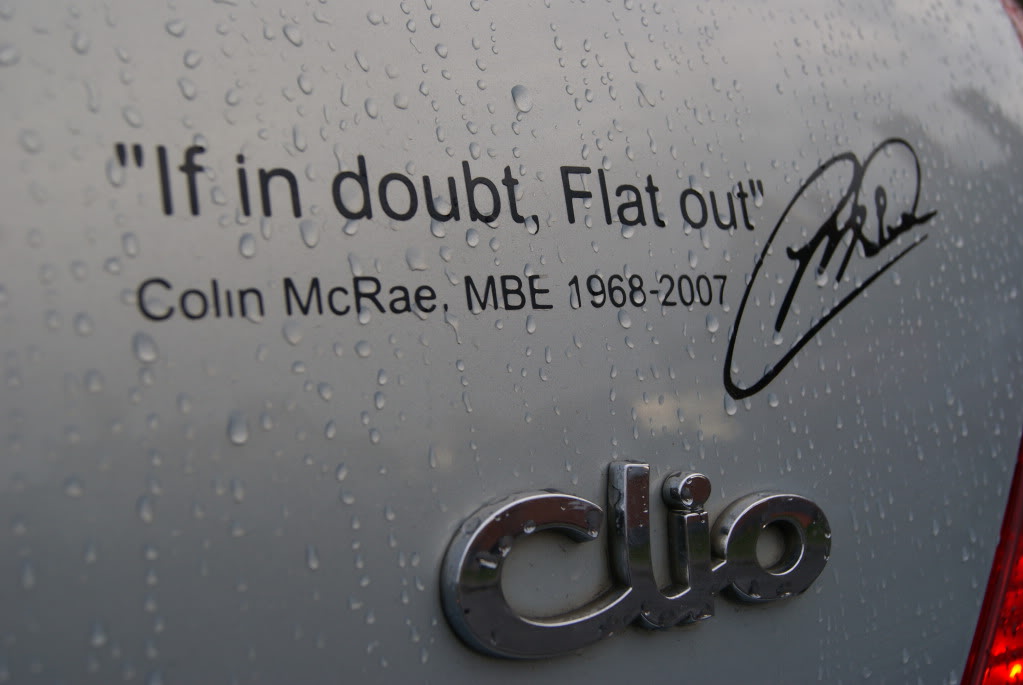 "If in doubt, Flat out"
Colin McRae, MBE 1968-2007
Clio